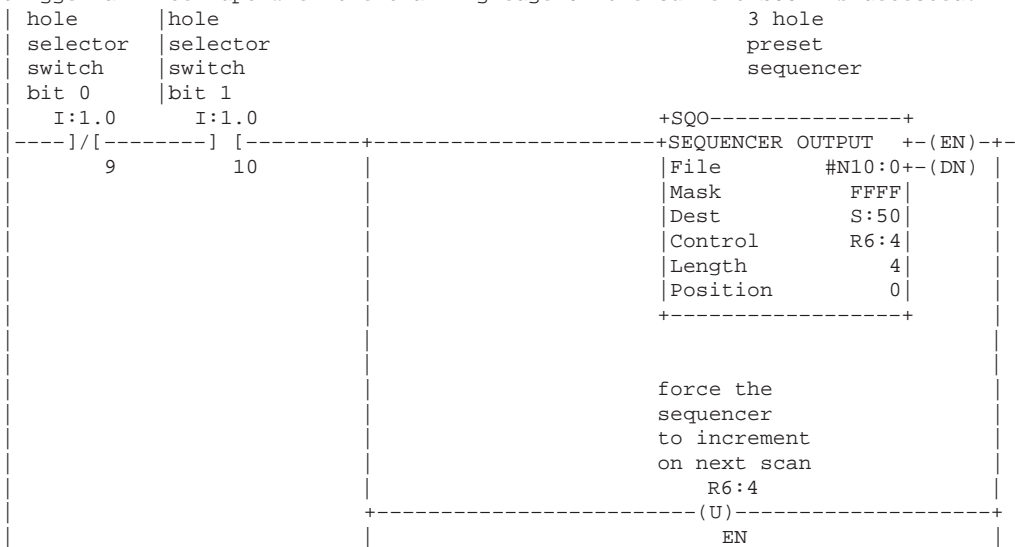 hole |hole 3 hole
selector |selector preset
switch |switch sequencer
bit 0 |bit 1
I:1.0 I:1.0 +SQO---------------+
|----]/[--------] [---------+----------------------+SEQUENCER OUTPUT +-(EN)-+-
9 10 |File #N10:0+-(DN) |
|Mask FFFF|
|Dest S:50|
|Control R6:4|
|Length 4|
|Position 0|
+------------------+
force the
sequencer
to increment
on next scan
R6:4
+-------------------------(U)--------------------+
EN